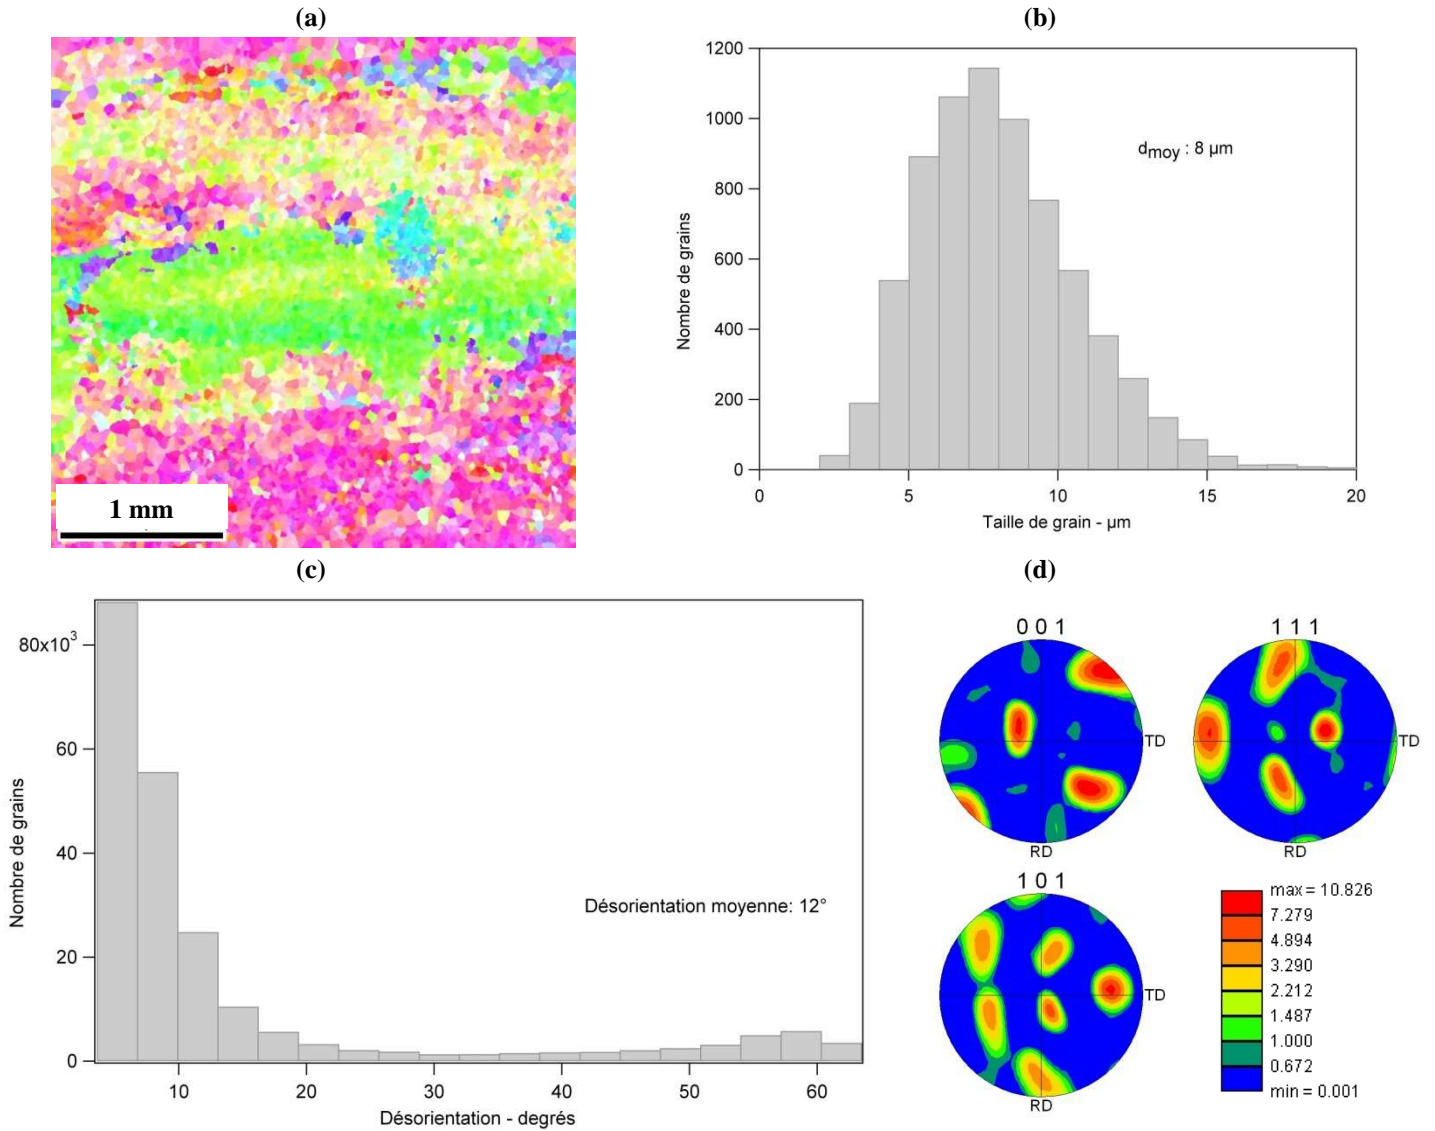 (a)
1 mm
(b)
1200
1000
800
600
400
200
0
Nombre de grains
dmoy : 8 µm
0 5 10 15 20
Taille de grain - µm
(c)
80x10³
60
40
20
0
Nombre de grains
Désorientation moyenne: 12°
10 20 30 40 50 60
Désorientation - degrés
(d)
0 0 1
TD
RD
1 1 1
TD
RD
1 0 1
TD
RD
max = 10.826
7.279
4.894
3.290
2.212
1.487
1.000
0.672
min = 0.001